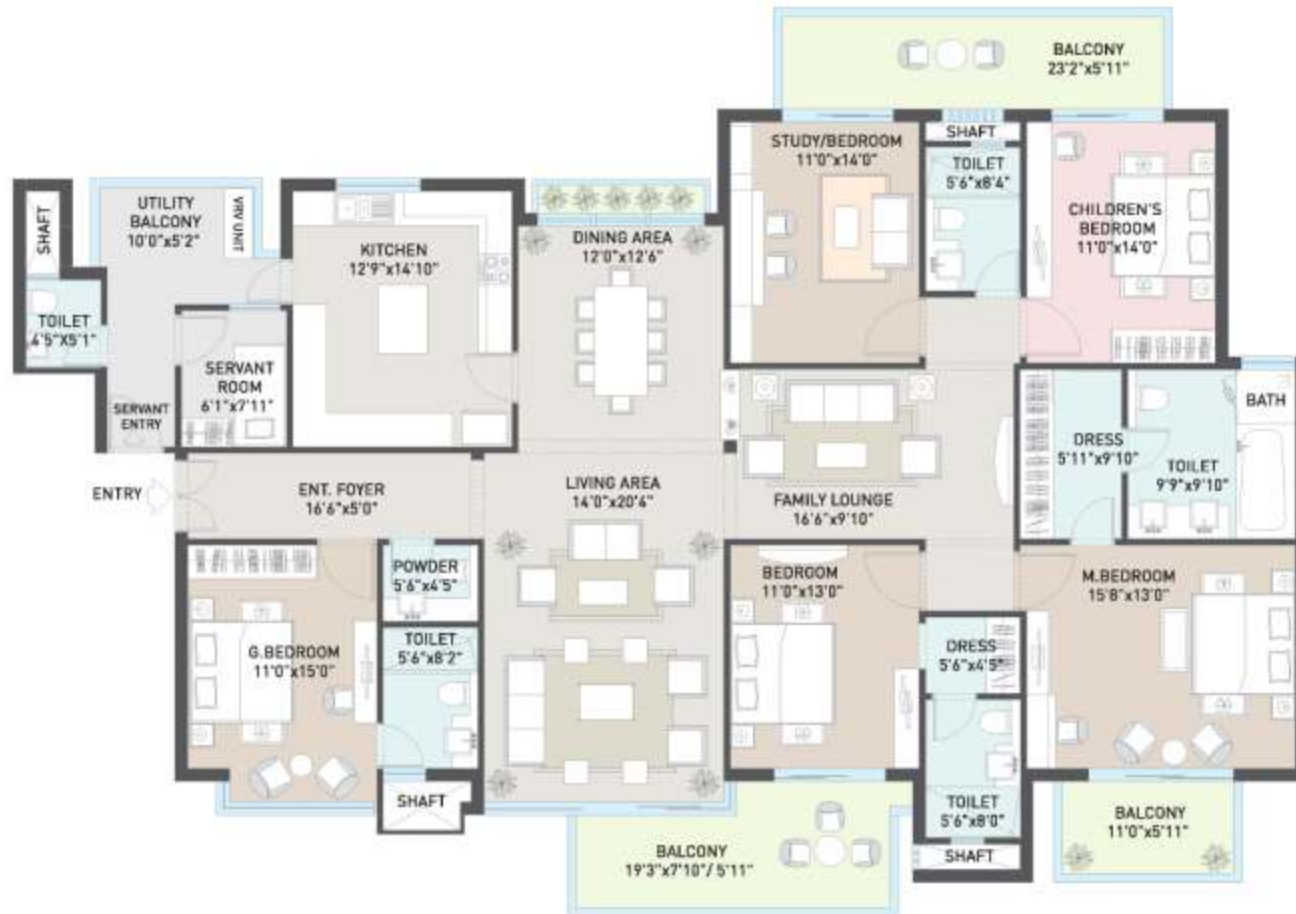 BALCONY
23'2"x5'11"
SHAFT
STUDY/BEDROOM
11'0"x14'0"
TOILET
5'6"x8'4"
CHILDREN'S
BEDROOM
11'0"x14'0"
SHAFT
UTILITY
BALCONY
10'0"x5'2"
VRV UNIT
KITCHEN
12'9"x14'10"
DINING AREA
12'0"x12'6"
TOILET
4'5"X5'1"
SERVANT
ROOM
6'1"x7'11"
SERVANT
ENTRY
DRESS
5'11"x9'10"
TOILET
9'9"x9'10"
BATH
ENTRY
ENT. FOYER
16'6"x5'0"
LIVING AREA
14'0"x20'4"
FAMILY LOUNGE
16'6"x9'10"
POWDER
5'6"x4'5"
BEDROOM
11'0"x13'0"
M.BEDROOM
15'8"x13'0"
G.BEDROOM
11'0"x15'0"
TOILET
5'6"x8'2"
DRESS
5'6"x4'5"
SHAFT
TOILET
5'6"x8'0"
BALCONY
11'0"x5'11"
BALCONY
19'3"x7'10"/ 5'11"
SHAFT